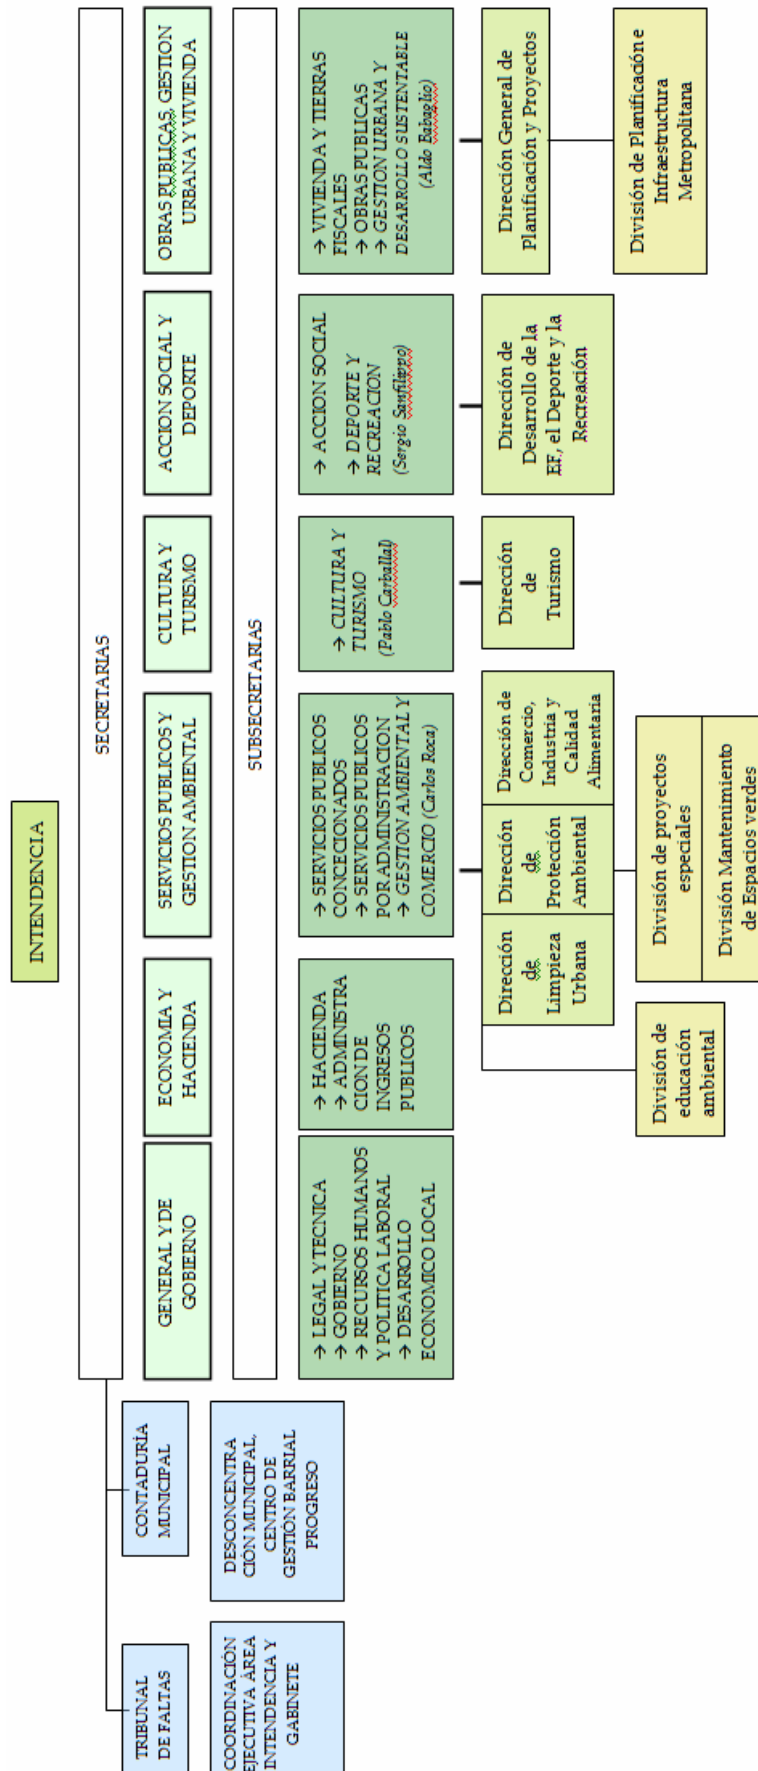 INTENDENCIA
SECRETARIAS
TRIBUNAL
DE FALTAS
CONTADURÍA
MUNICIPAL
GENERAL Y DE
GOBIERNO
ECONOMIA Y
HACIENDA
SERVICIOS PUBLICOS Y
GESTION AMBIENTAL
CULTURA Y
TURISMO
ACCION SOCIAL Y
DEPORTE
OBRAS PUBLICAS, GESTION
URBANA Y VIVIENDA
COORDINACIÓN
EJECUTIVA ÁREA
INTENDENCIA Y
GABINETE
DESCONCENTRA
CIÓN MUNICIPAL,
CENTRO DE
GESTIÓN BARRIAL
PROGRESO
SUBSECRETARIAS
→ LEGAL Y TECNICA
→ GOBIERNO
→ RECURSOS HUMANOS
Y POLITICA LABORAL
→ DESARROLLO
ECONOMICO LOCAL
→ HACIENDA
→ ADMINISTRA
CION DE
INGRESOS
PUBLICOS
→ SERVICIOS PUBLICOS
CONCECIONADOS
→ SERVICIOS PUBLICOS
POR ADMINISTRACION
→ GESTION AMBIENTAL Y
COMERCIO (Carlos Roca)
→ CULTURA Y
TURISMO
(Pablo Carballal)
→ ACCION SOCIAL
→ DEPORTE Y
RECREACION
(Sergio Sanfilippo)
→ VIVIENDA Y TIERRAS
FISCALES
→ OBRAS PUBLICAS
→ GESTION URBANA Y
DESARROLLO SUSTENTABLE
(Aldo Babaglio)
Dirección
de
Limpieza
Urbana
Dirección
de
Protección
Ambiental
Dirección de
Comercio,
Industria y
Calidad
Alimentaria
Dirección
de
Turismo
Dirección de
Desarrollo de la
EF, el Deporte y la
Recreación
Dirección General de
Planificación y Proyectos
División de
educación
ambiental
División de proyectos
especiales
División Mantenimiento
de Espacios verdes
División de Planificación e
Infraestructura
Metropolitana